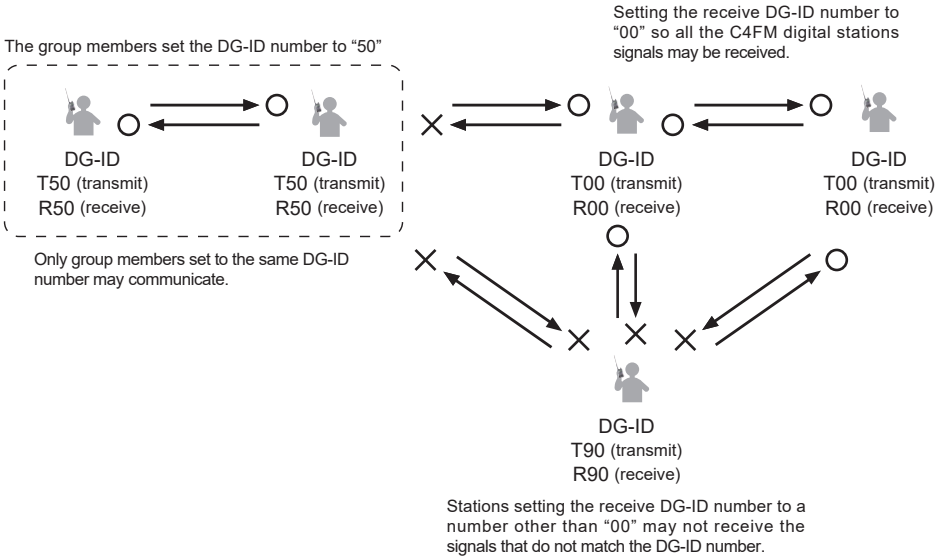 Setting the receive DG-ID number to
“00” so all the C4FM digital stations
signals may be received.
The group members set the DG-ID number to “50”
DG-ID
T50 (transmit)
R50 (receive)
DG-ID
T50 (transmit)
R50 (receive)
DG-ID
T00 (transmit)
R00 (receive)
DG-ID
T00 (transmit)
R00 (receive)
Only group members set to the same DG-ID
number may communicate.
DG-ID
T90 (transmit)
R90 (receive)
Stations setting the receive DG-ID number to a
number other than “00” may not receive the
signals that do not match the DG-ID number.